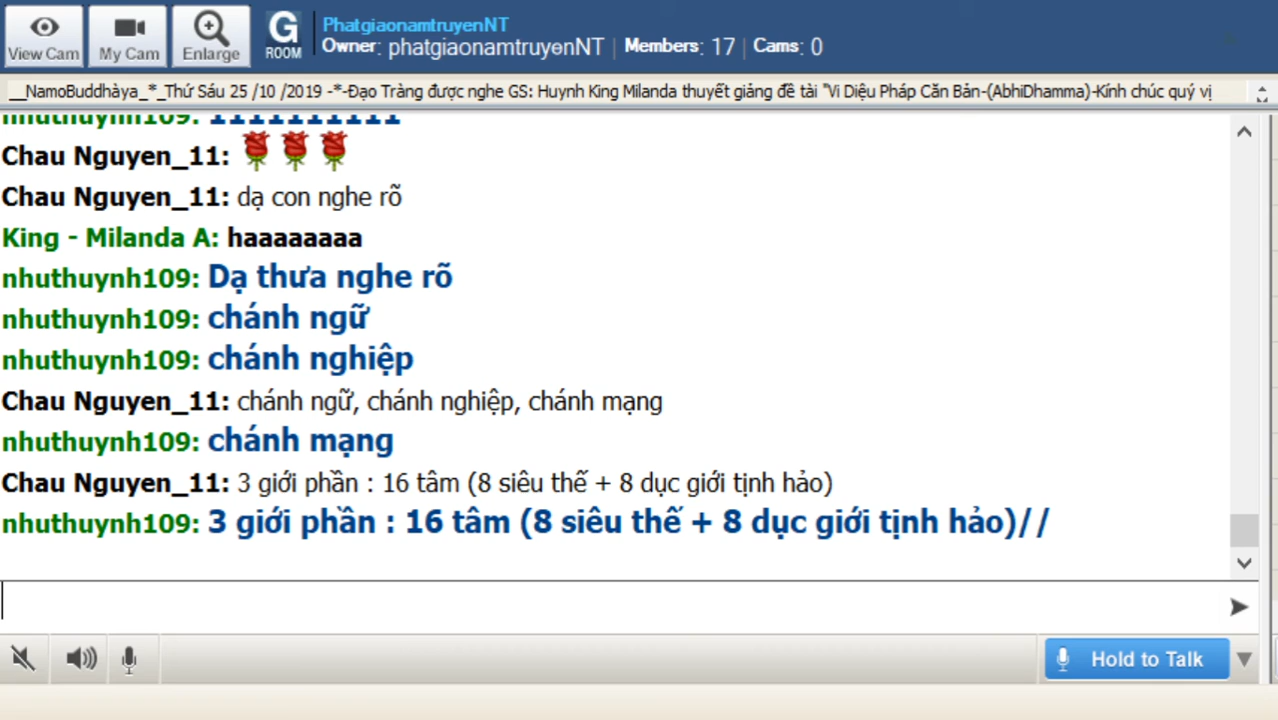 View Cam
My Cam
Enlarge
G
ROOM
PhatgiaonamtruyenNT
Owner: phatgiaonamtruyenNT | Members: 17 | Cams: 0
__NamoBuddhàya_*_Thứ Sáu 25 /10 /2019 -*-Đạo Tràng được nghe GS: Huynh King Milanda thuyết giảng đề tài "Vi Diệu Pháp Căn Bản-(AbhiDhamma)-Kính chúc quý vị
nhuthuynh109: 1111111111
Chau Nguyen_11:
Chau Nguyen_11: dạ con nghe rõ
King - Milanda A: haaaaaaaa
nhuthuynh109: Dạ thưa nghe rõ
nhuthuynh109: chánh ngữ
nhuthuynh109: chánh nghiệp
Chau Nguyen_11: chánh ngữ, chánh nghiệp, chánh mạng
nhuthuynh109: chánh mạng
Chau Nguyen_11: 3 giới phần : 16 tâm (8 siêu thế + 8 dục giới tịnh hảo)
nhuthuynh109: 3 giới phần : 16 tâm (8 siêu thế + 8 dục giới tịnh hảo)//
Hold to Talk